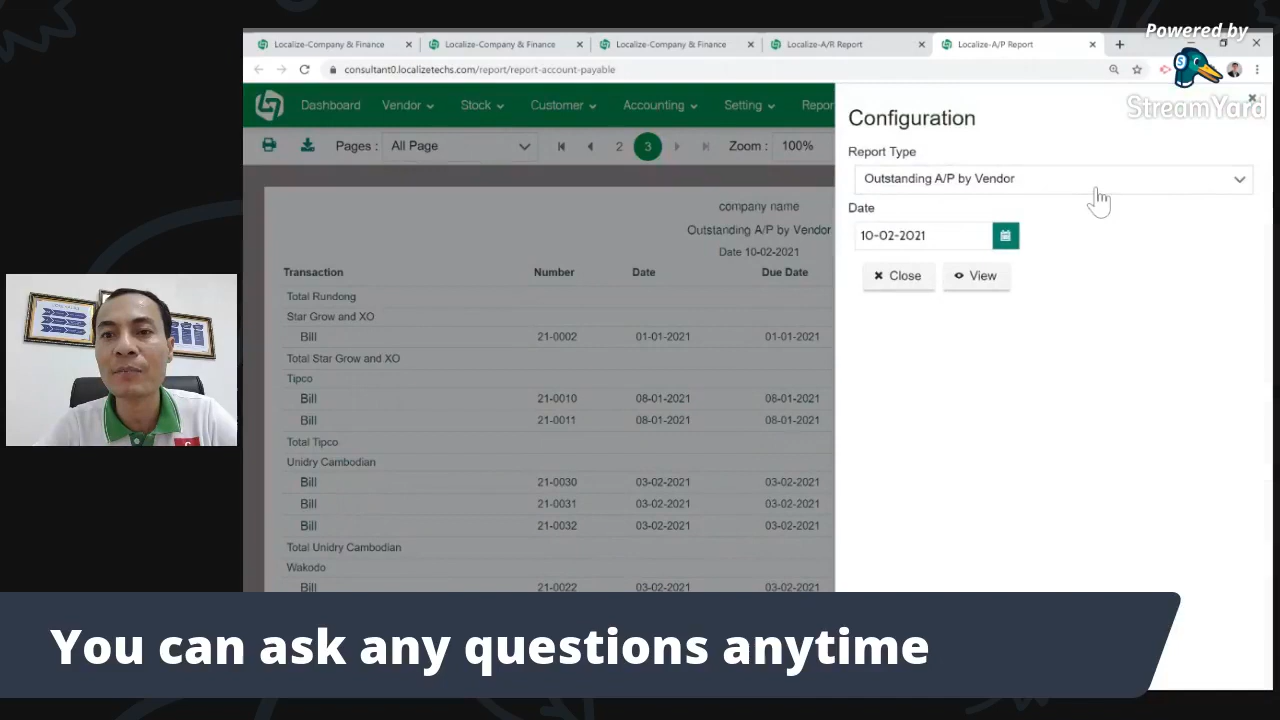 Powered by
StreamYard
Localize-Company & Finance
Localize-Company & Finance
Localize-Company & Finance
Localize-A/R Report
Localize-A/P Report
consultant0.localizetechs.com/report/report-account-payable
Dashboard Vendor Stock Customer Accounting Setting Repor
Pages : All Page 2 3 Zoom : 100%
company name
Outstanding A/P by Vendor
Date 10-02-2021
Transaction Number Date Due Date
Total Rundong
Star Grow and XO
Bill 21-0002 01-01-2021 01-01-2021
Total Star Grow and XO
Tipco
Bill 21-0010 08-01-2021 08-01-2021
Bill 21-0011 08-01-2021 08-01-2021
Total Tipco
Unidry Cambodian
Bill 21-0030 03-02-2021 03-02-2021
Bill 21-0031 03-02-2021 03-02-2021
Bill 21-0032 03-02-2021 03-02-2021
Total Unidry Cambodian
Wakodo
Bill 21-0022 03-02-2021 03-02-2021
Configuration
Report Type
Outstanding A/P by Vendor
Date
10-02-2021
Close View
You can ask any questions anytime